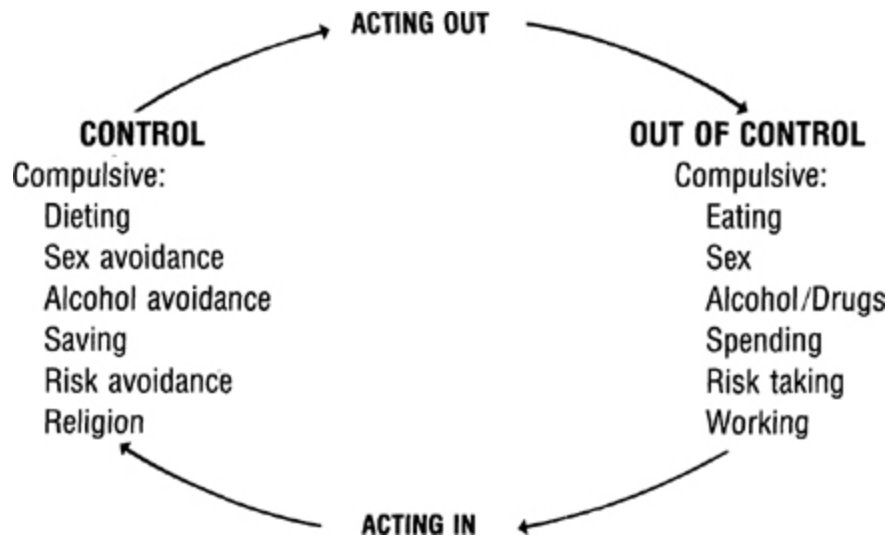 ACTING OUT
CONTROL
Compulsive:
Dieting
Sex avoidance
Alcohol avoidance
Saving
Risk avoidance
Religion
OUT OF CONTROL
Compulsive:
Eating
Sex
Alcohol/Drugs
Spending
Risk taking
Working
ACTING IN